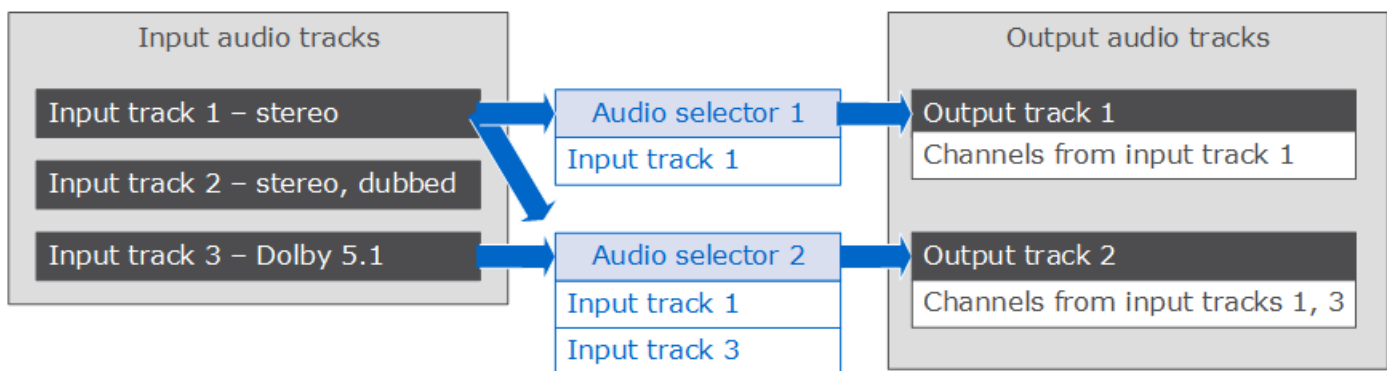 Input audio tracks
Input track 1 – stereo
Input track 2 – stereo, dubbed
Input track 3 – Dolby 5.1
Audio selector 1
Input track 1
Audio selector 2
Input track 1
Input track 3
Output audio tracks
Output track 1
Channels from input track 1
Output track 2
Channels from input tracks 1, 3